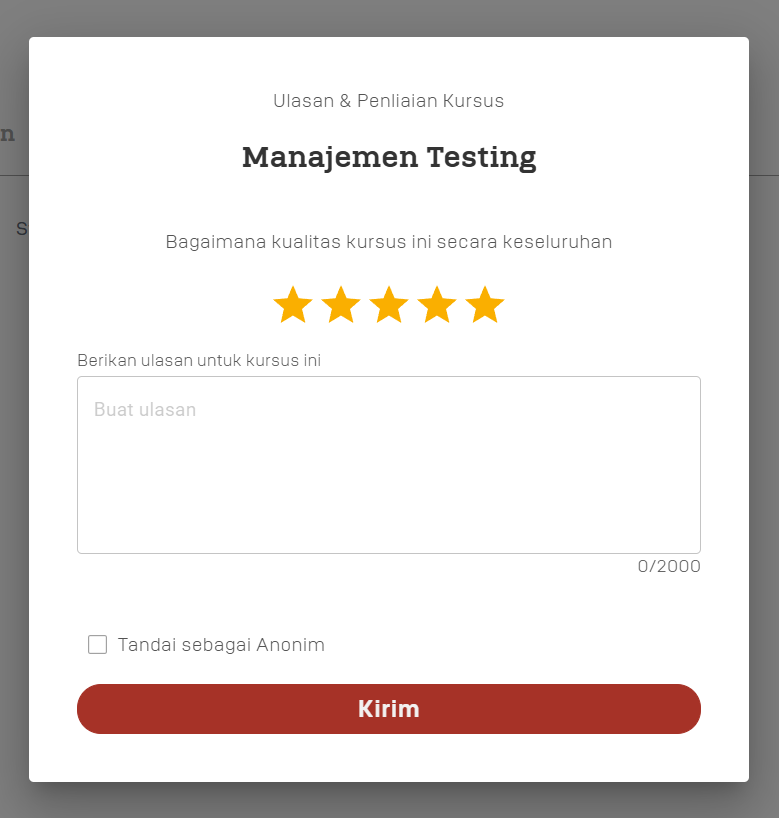 Ulasan & Penliaian Kursus
n
Manajemen Testing
S
Bagaimana kualitas kursus ini secara keseluruhan
Berikan ulasan untuk kursus ini
Buat ulasan
0/2000
Tandai sebagai Anonim
Kirim